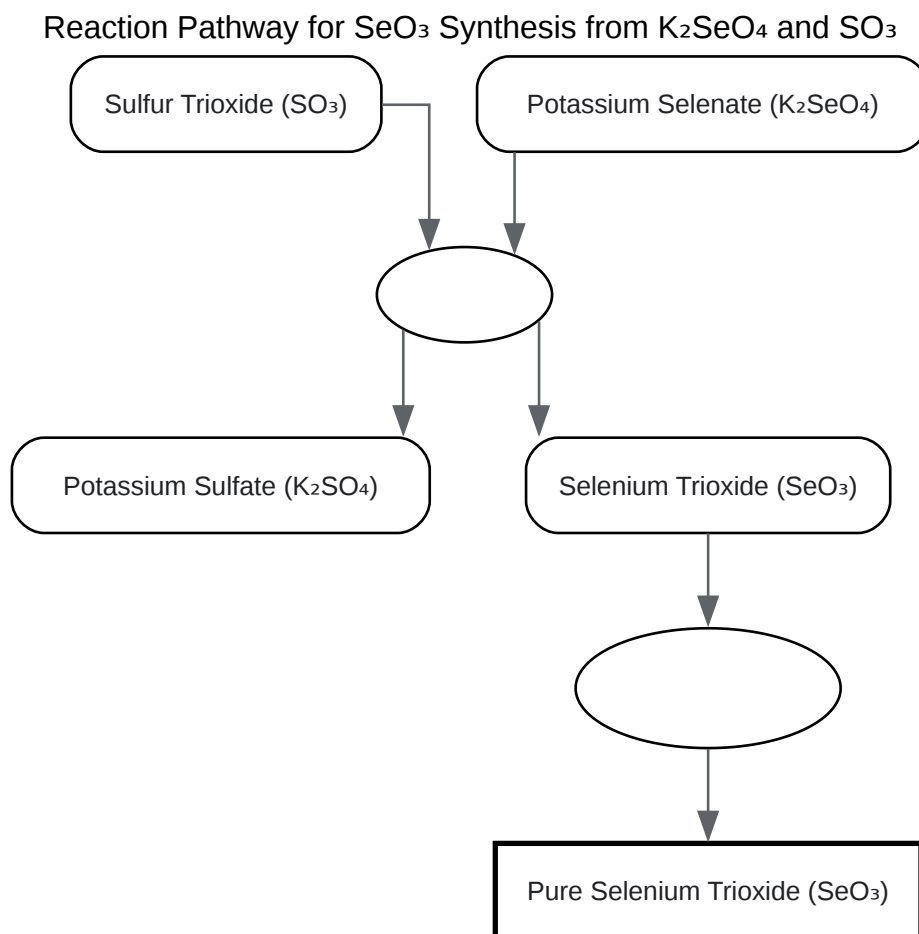 Reaction Pathway for SeO₃ Synthesis from K₂SeO₄ and SO₃
Sulfur Trioxide (SO₃)
Potassium Selenate (K₂SeO₄)
Potassium Sulfate (K₂SO₄)
Selenium Trioxide (SeO₃)
Pure Selenium Trioxide (SeO₃)